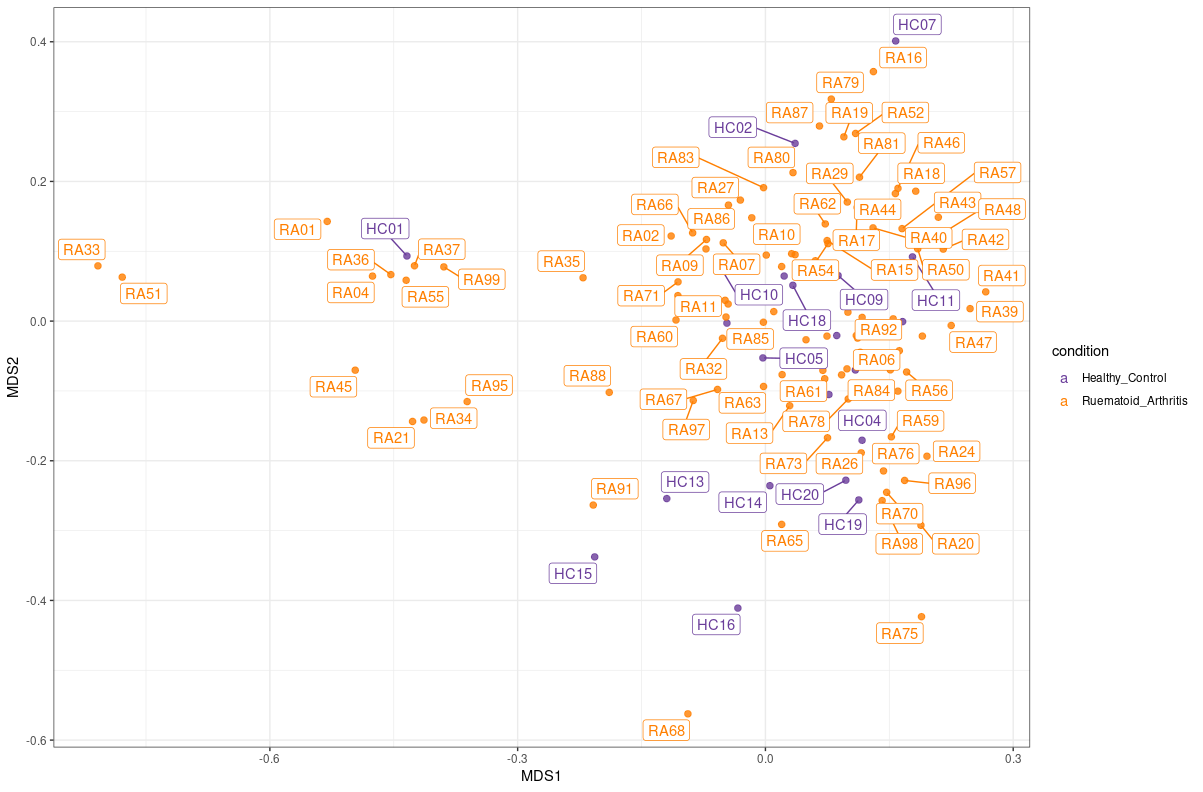 HC07
RA16
RA79
RA87
RA19
RA52
HC02
RA81
RA46
RA83
RA80
RA29
RA18
RA57
RA27
RA66
RA86
RA62
RA44
RA43
RA48
RA01
HC01
RA02
RA10
RA17
RA40
RA42
RA33
RA37
RA36
RA35
RA09
RA07
RA54
RA15
RA50
RA99
RA41
RA51
RA04
RA55
RA71
HC10
HC09
HC11
RA11
RA39
HC18
RA60
RA85
RA92
RA47
HC05
RA06
RA32
RA88
RA45
RA95
RA61
RA84
RA56
RA67
RA63
RA34
RA97
RA78
HC04
RA59
RA21
RA13
RA73
RA26
RA76
RA24
HC13
RA91
HC14
HC20
RA96
RA70
HC19
RA65
RA98
RA20
HC15
HC16
RA75
RA68
0.4
0.2
0.0
-0.2
-0.4
-0.6
-0.6
-0.3
0.0
0.3
MDS1
MDS2
condition
a Healthy_Control
a Ruematoid_Arthritis